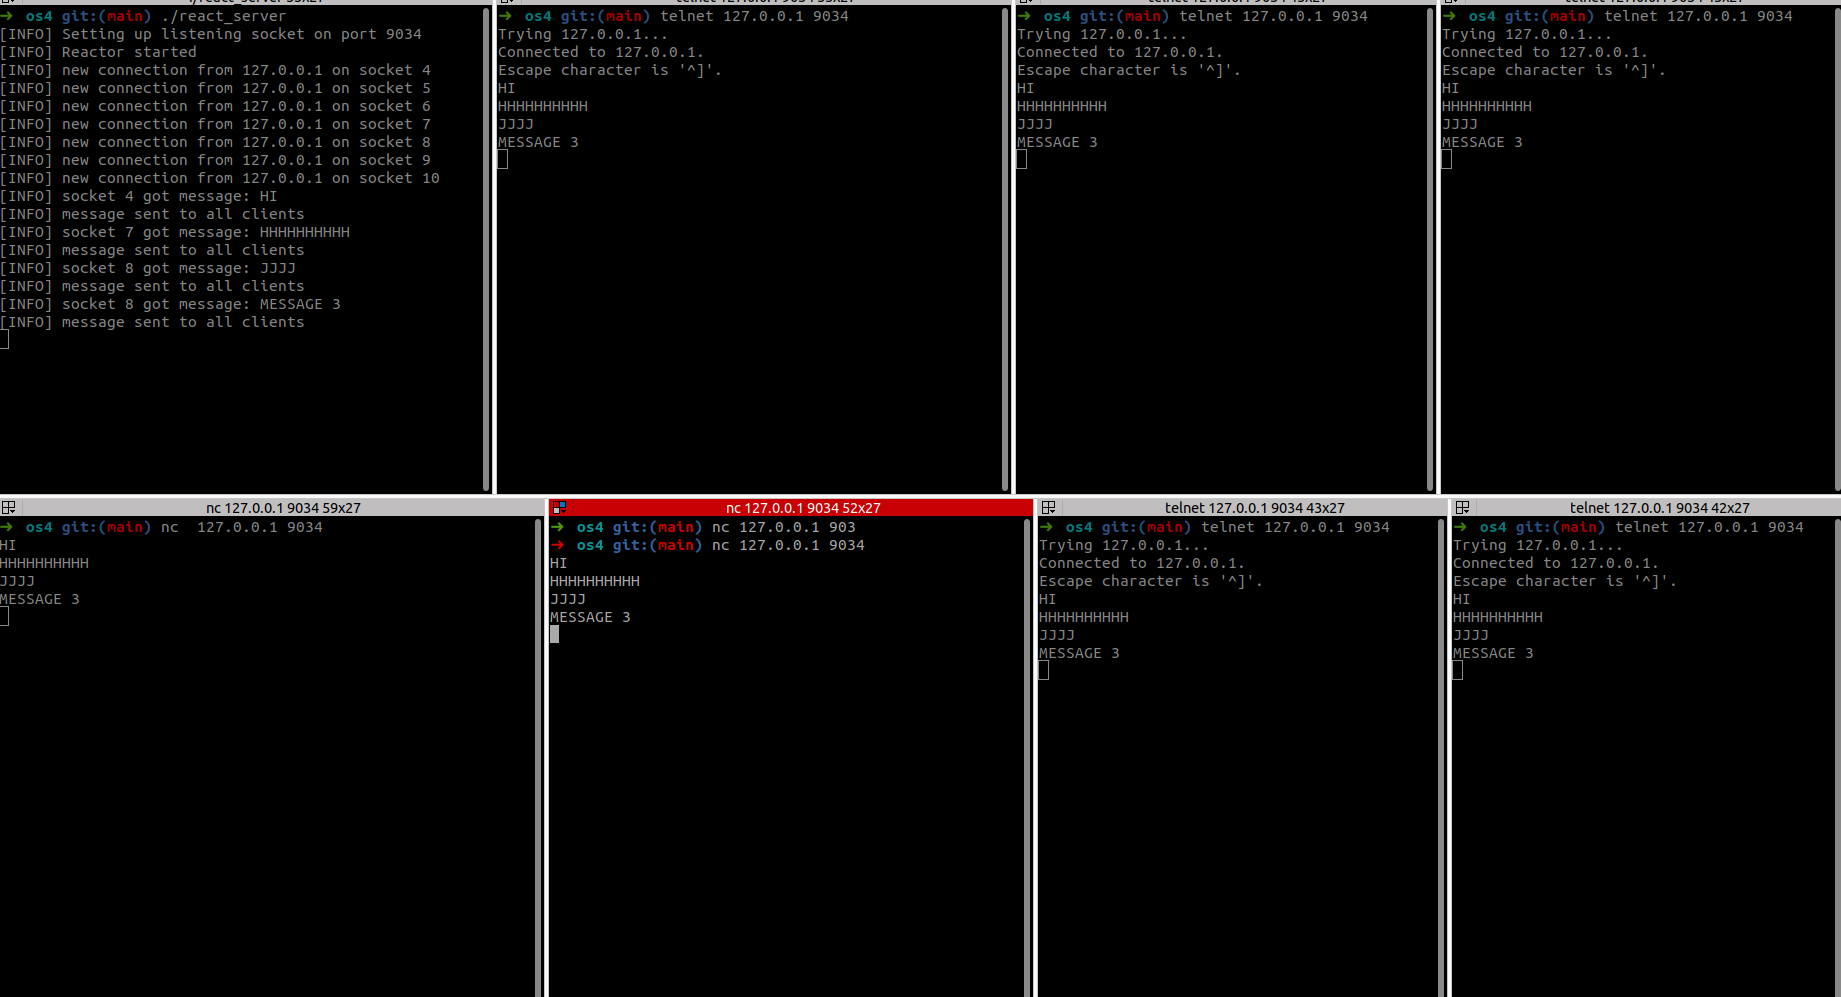 ➜ os4 git:(main) ./react_server
[INFO] Setting up listening socket on port 9034
[INFO] Reactor started
[INFO] new connection from 127.0.0.1 on socket 4
[INFO] new connection from 127.0.0.1 on socket 5
[INFO] new connection from 127.0.0.1 on socket 6
[INFO] new connection from 127.0.0.1 on socket 7
[INFO] new connection from 127.0.0.1 on socket 8
[INFO] new connection from 127.0.0.1 on socket 9
[INFO] new connection from 127.0.0.1 on socket 10
[INFO] socket 4 got message: HI
[INFO] message sent to all clients
[INFO] socket 7 got message: HHHHHHHHHH
[INFO] message sent to all clients
[INFO] socket 8 got message: JJJJ
[INFO] message sent to all clients
[INFO] socket 8 got message: MESSAGE 3
[INFO] message sent to all clients
➜ os4 git:(main) telnet 127.0.0.1 9034
Trying 127.0.0.1...
Connected to 127.0.0.1.
Escape character is '^]'.
HI
HHHHHHHHHH
JJJJ
MESSAGE 3
➜ os4 git:(main) telnet 127.0.0.1 9034
Trying 127.0.0.1...
Connected to 127.0.0.1.
Escape character is '^]'.
HI
HHHHHHHHHH
JJJJ
MESSAGE 3
➜ os4 git:(main) telnet 127.0.0.1 9034
Trying 127.0.0.1...
Connected to 127.0.0.1.
Escape character is '^]'.
HI
HHHHHHHHHH
JJJJ
MESSAGE 3
nc 127.0.0.1 9034 59x27
➜ os4 git:(main) nc  127.0.0.1 9034
HI
HHHHHHHHHH
JJJJ
MESSAGE 3
nc 127.0.0.1 9034 52x27
➜ os4 git:(main) nc 127.0.0.1 903
➜ os4 git:(main) nc 127.0.0.1 9034
HI
HHHHHHHHHH
JJJJ
MESSAGE 3
telnet 127.0.0.1 9034 43x27
➜ os4 git:(main) telnet 127.0.0.1 9034
Trying 127.0.0.1...
Connected to 127.0.0.1.
Escape character is '^]'.
HI
HHHHHHHHHH
JJJJ
MESSAGE 3
telnet 127.0.0.1 9034 42x27
➜ os4 git:(main) telnet 127.0.0.1 9034
Trying 127.0.0.1...
Connected to 127.0.0.1.
Escape character is '^]'.
HI
HHHHHHHHHH
JJJJ
MESSAGE 3